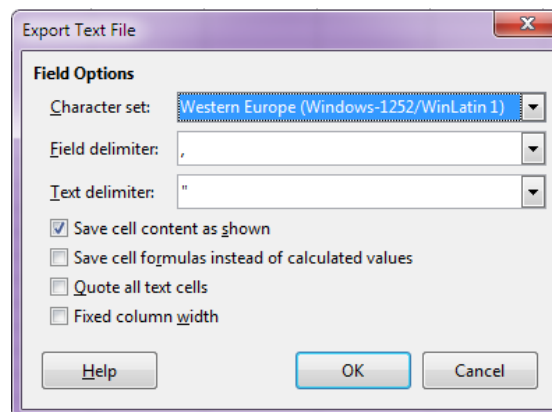 Export Text File
Field Options
Character set: Western Europe (Windows-1252/WinLatin 1)
Field delimiter: ,
Text delimiter: "
Save cell content as shown
Save cell formulas instead of calculated values
Quote all text cells
Fixed column width
Help OK Cancel